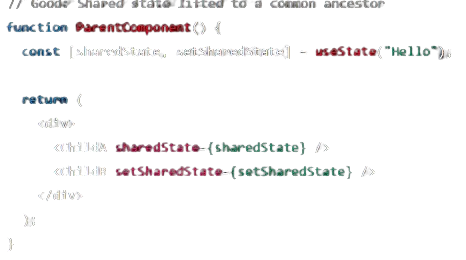 // Good: Shared state lifted to a common ancestor
function ParentComponent() {
const [sharedState, setSharedState] = useState("Hello");
return (
<div>
<ChildA sharedState={sharedState} />
<ChildB setSharedState={setSharedState} />
</div>
);
}